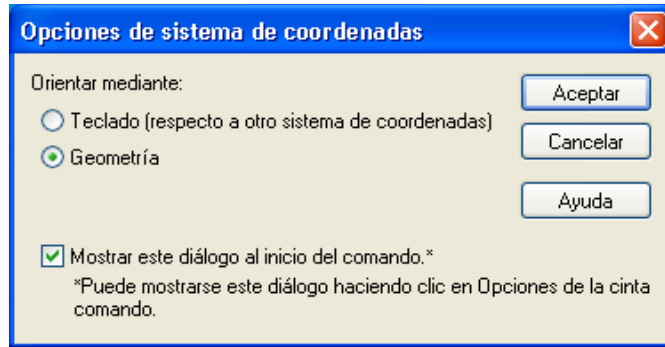 Opciones de sistema de coordenadas
Orientar mediante:
Teclado (respecto a otro sistema de coordenadas)
Geometría
Aceptar
Cancelar
Ayuda
Mostrar este diálogo al inicio del comando.*
*Puede mostrarse este diálogo haciendo clic en Opciones de la cinta
comando.